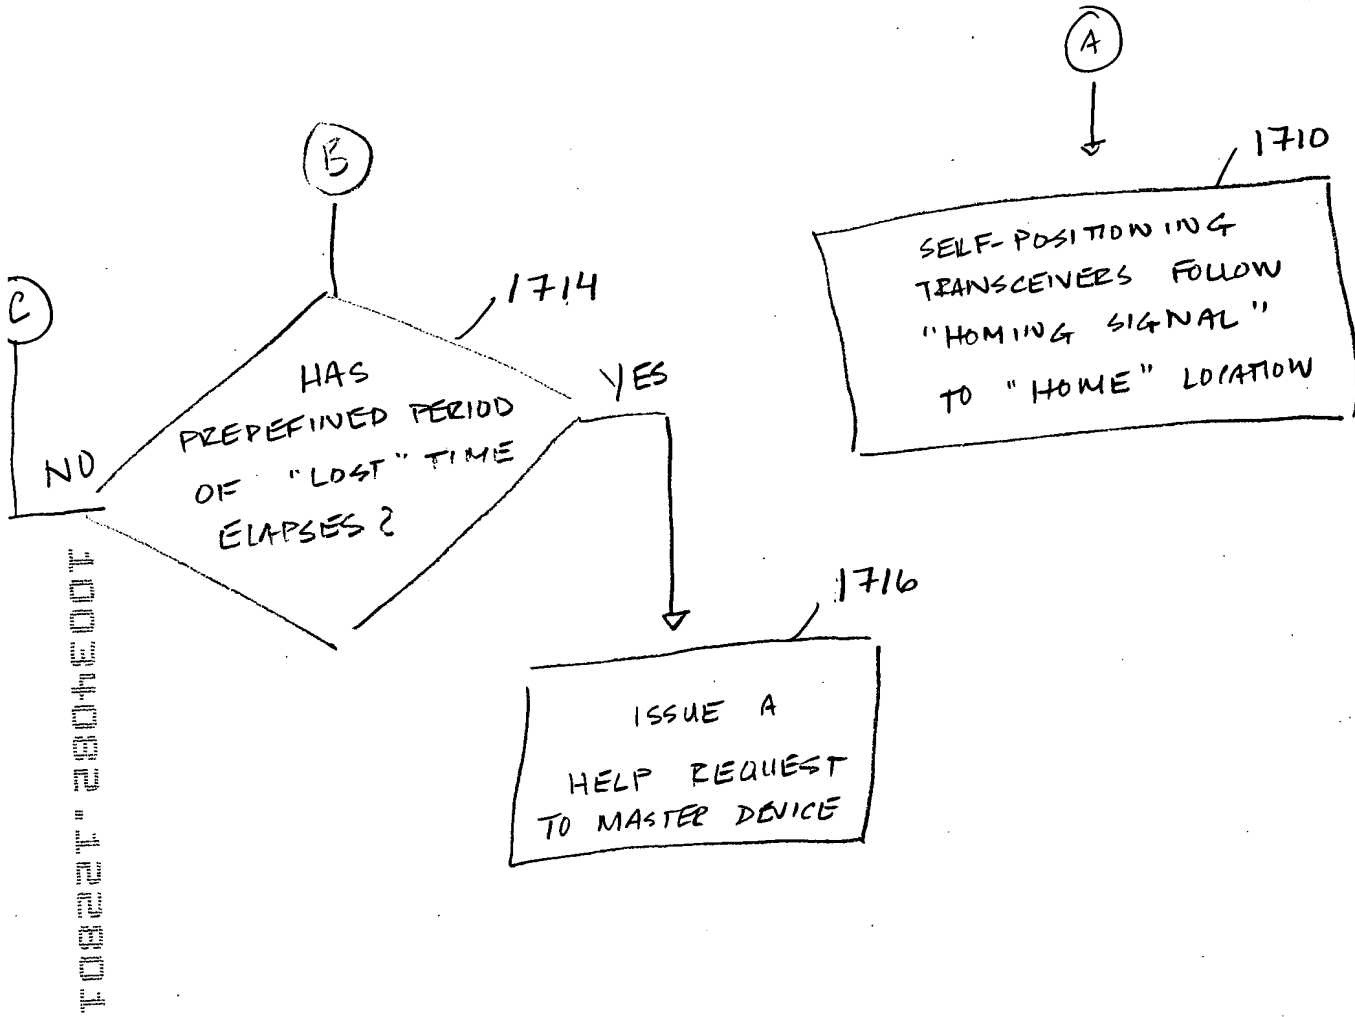 A
1710
SELF-POSITIONING
TRANSCEIVERS FOLLOW
"HOMING SIGNAL"
TO "HOME" LOCATION
B
1714
C
HAS
PREDEFINED PERIOD
OF "LOST" TIME
ELAPSES?
YES
NO
1716
ISSUE A
HELP REQUEST
TO MASTER DEVICE
10034082.122801